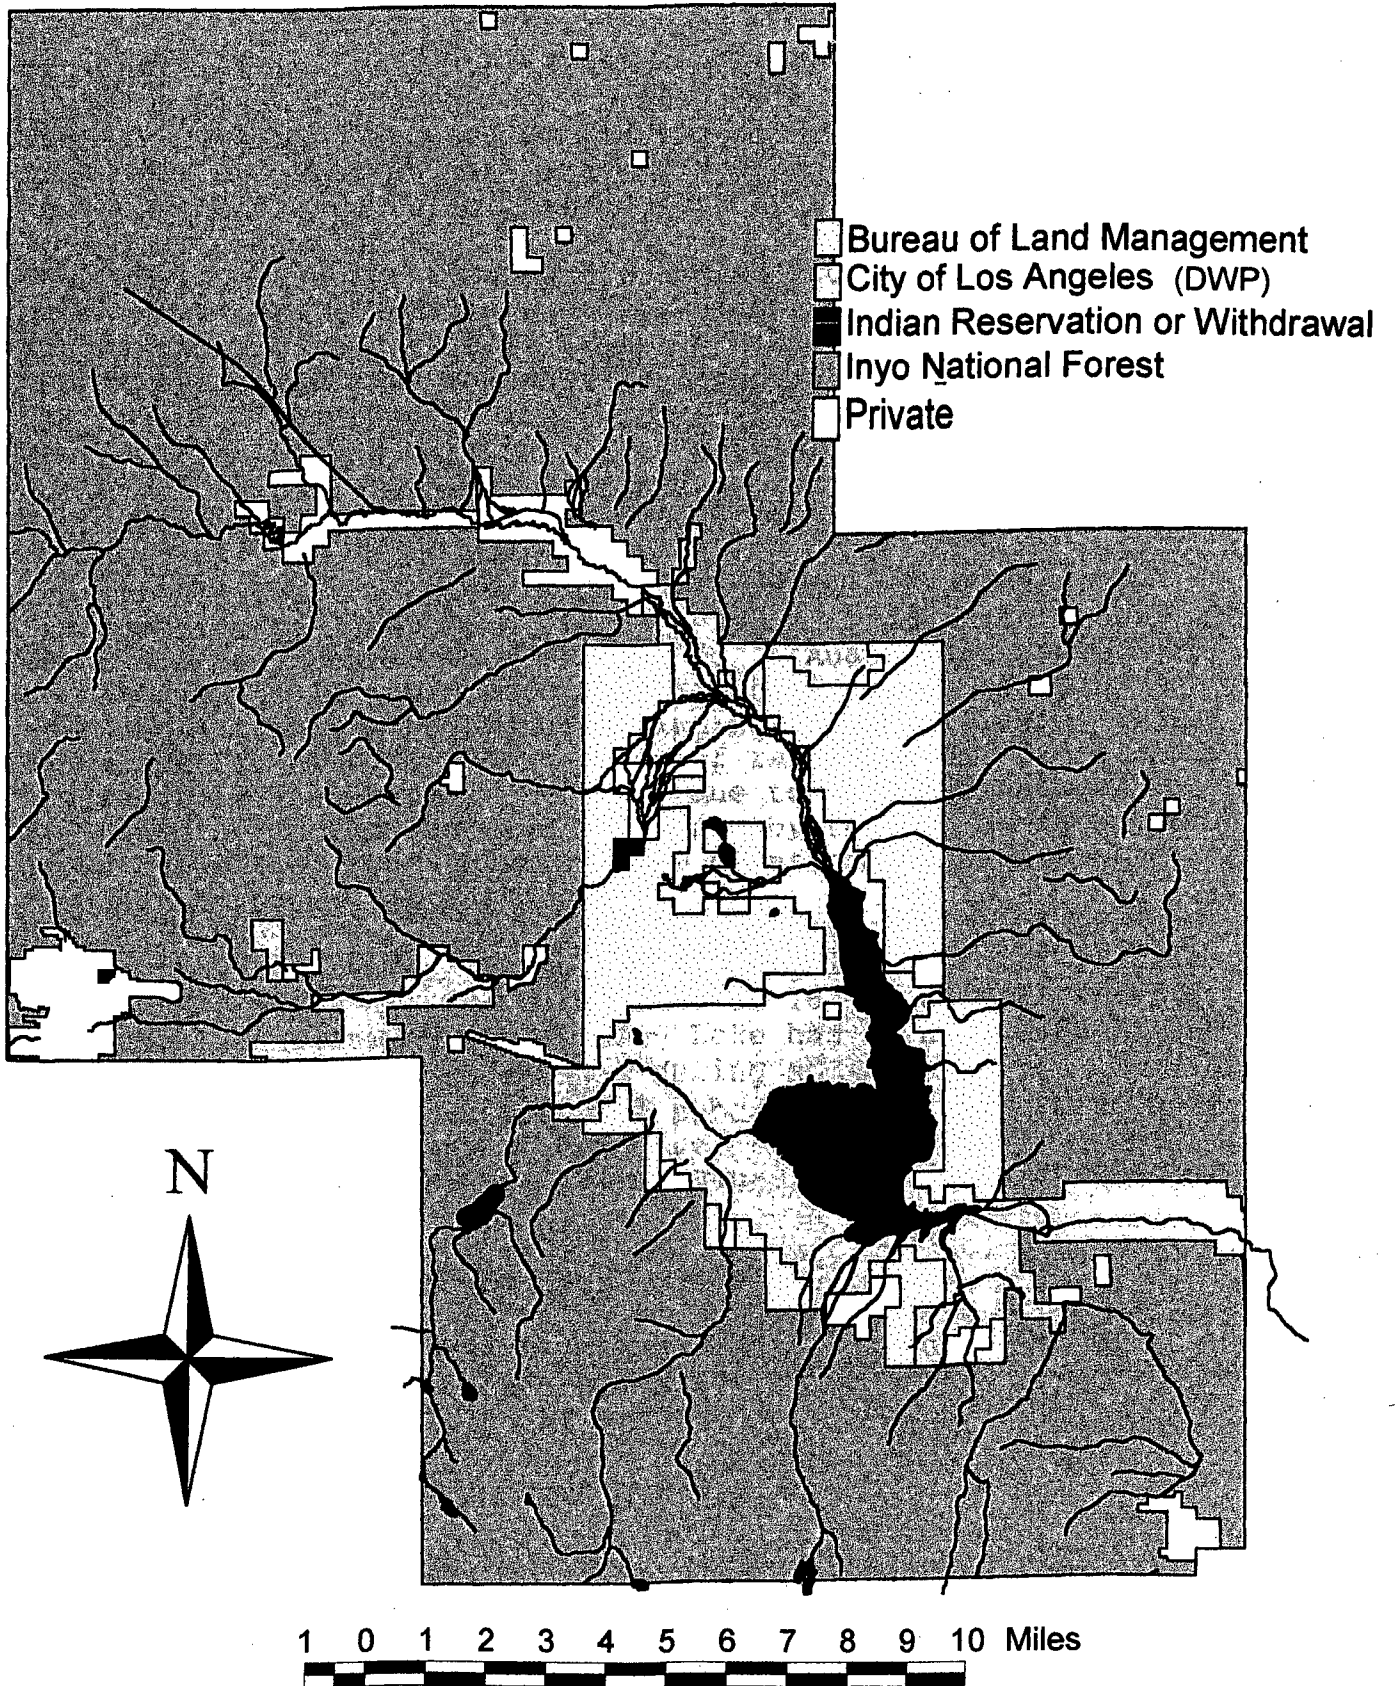 Bureau of Land Management
City of Los Angeles (DWP)
Indian Reservation or Withdrawal
Inyo National Forest
Private
N
1 0 1 2 3 4 5 6 7 8 9 10 Miles